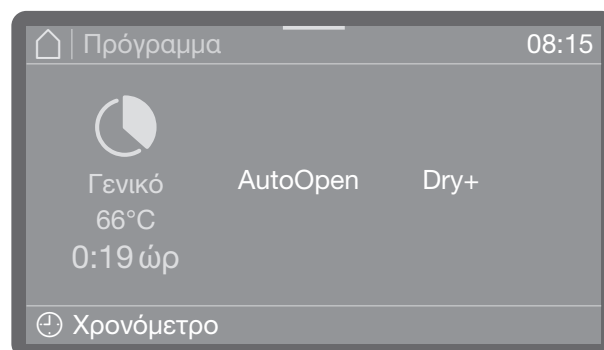 Πρόγραμμα 08:15
Γενικό
66°C
0:19 ώρ
AutoOpen
Dry+
Χρονόμετρο